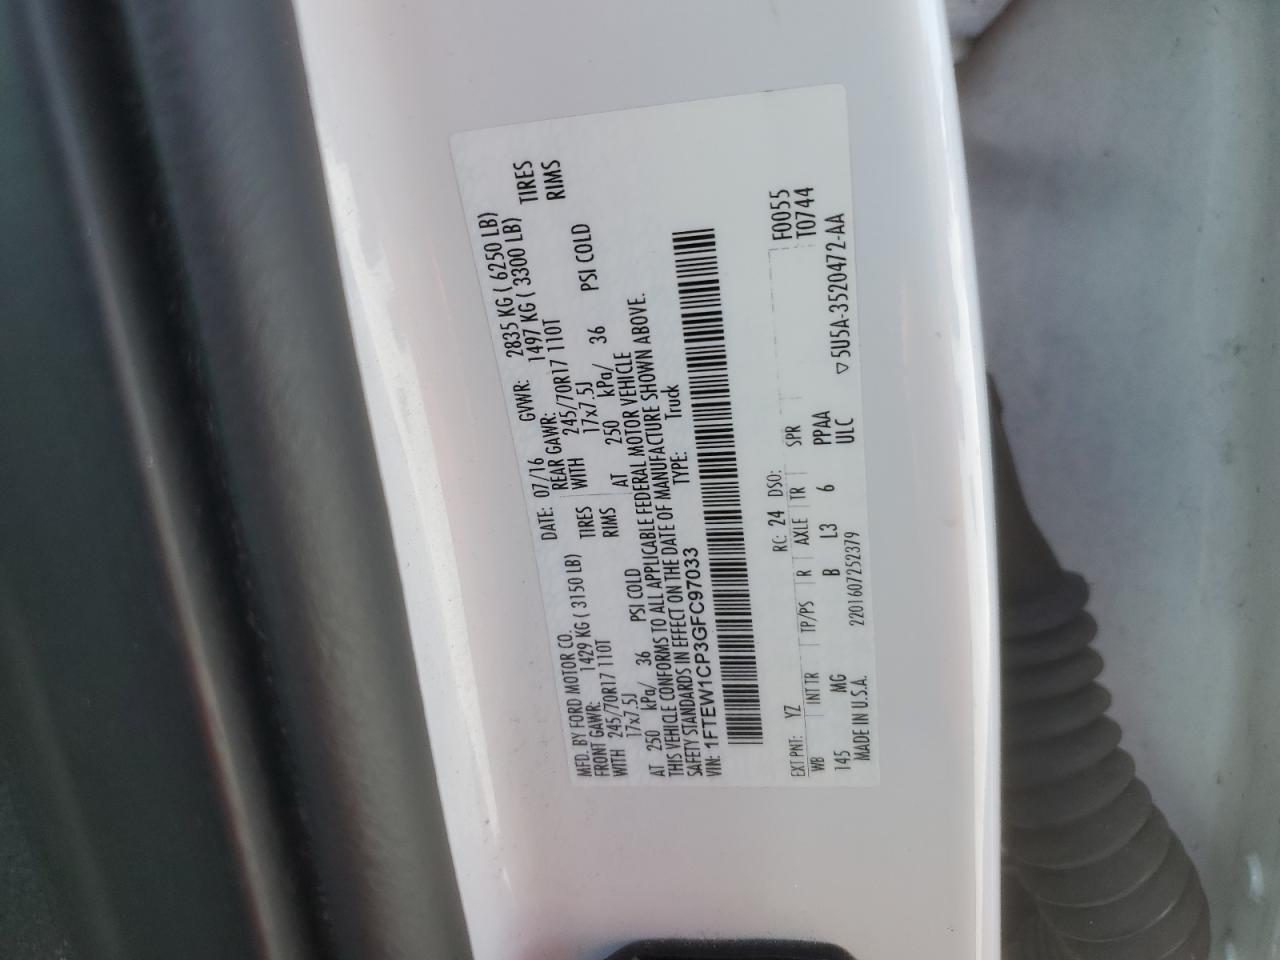 MFD. BY FORD MOTOR CO.
DATE: 07/16 GVWR: 2835 KG ( 6250 LB)
FRONT GAWR: 1429 KG ( 3150 LB) REAR GAWR: 1497 KG ( 3300 LB)
WITH 245/70R17 110T TIRES WITH 245/70R17 110T TIRES
17x7.5J RIMS 17x7.5J RIMS
AT 250 kPa/ 36 PSI COLD AT 250 kPa/ 36 PSI COLD
THIS VEHICLE CONFORMS TO ALL APPLICABLE FEDERAL MOTOR VEHICLE
SAFETY STANDARDS IN EFFECT ON THE DATE OF MANUFACTURE SHOWN ABOVE.
VIN: 1FTEW1CP3GFC97033 TYPE: Truck
F0055
EXT PNT: YZ RC: 24 DSO: T0744
WB INT TR TP/PS R AXLE TR SPR
145 MG B L3 6 PPAA
MADE IN U.S.A. 2201607252379 ULC ▽ 5U5A-3520472-AA